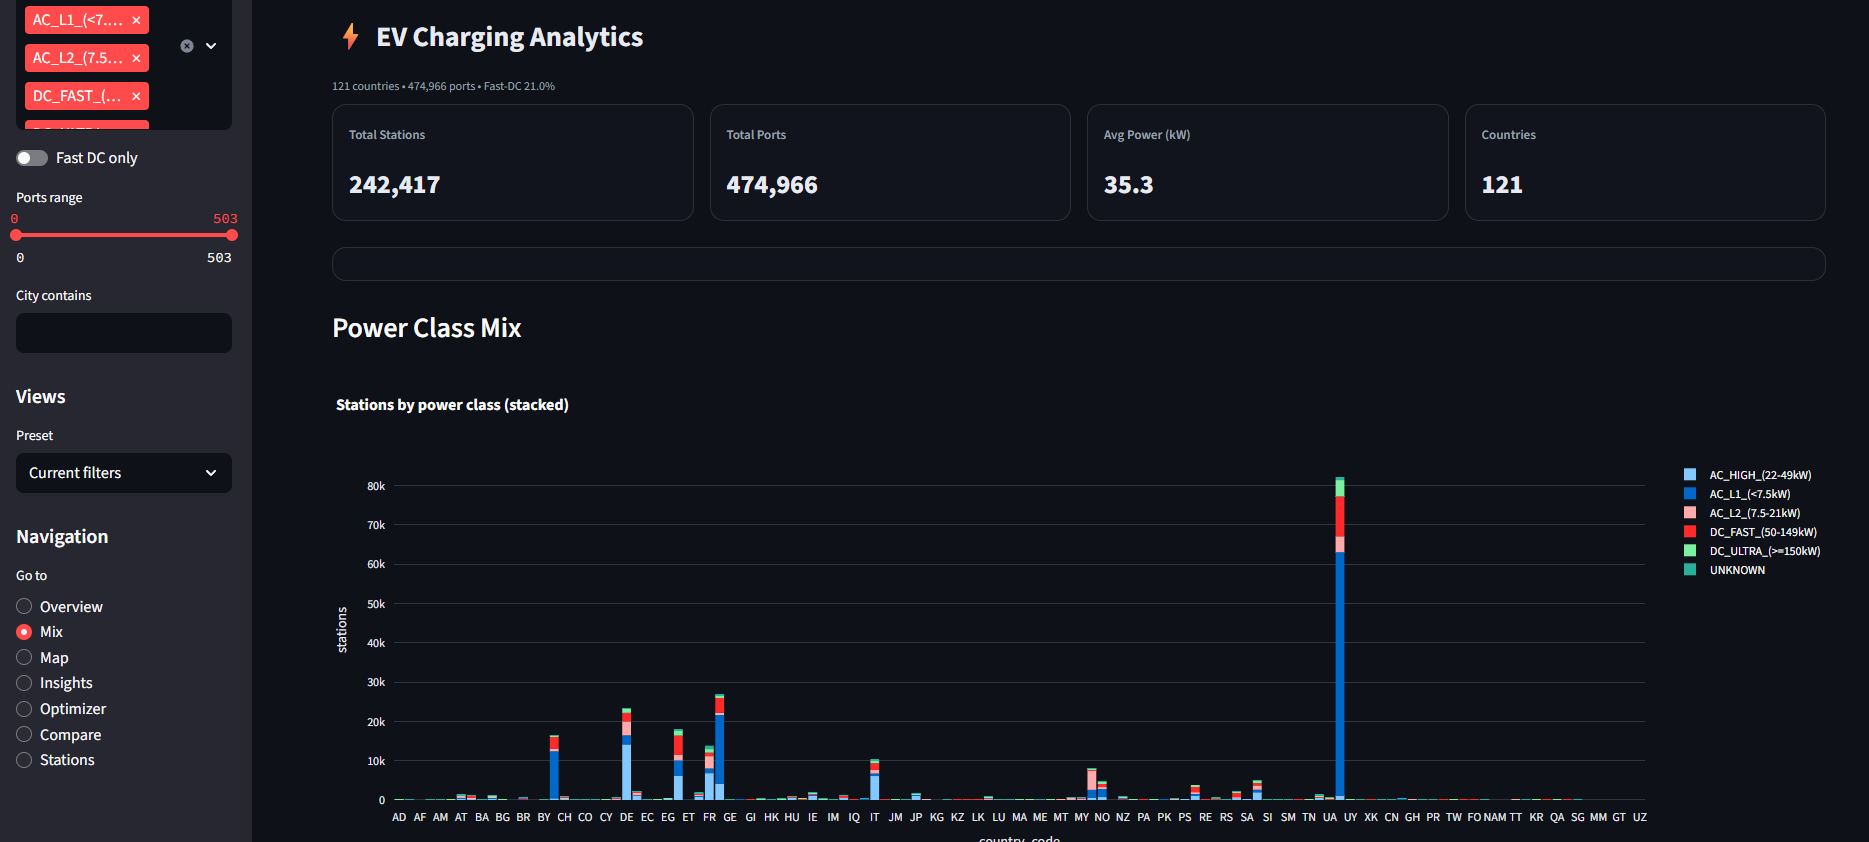 AC_L1_(<7.... ×
AC_L2_(7.5... ×
DC_FAST_(... ×
Fast DC only
Ports range
0 503
0 503
City contains
Views
Preset
Current filters
Navigation
Go to
Overview
Mix
Map
Insights
Optimizer
Compare
Stations
EV Charging Analytics
121 countries • 474,966 ports • Fast-DC 21.0%
Total Stations
242,417
Total Ports
474,966
Avg Power (kW)
35.3
Countries
121
Power Class Mix
Stations by power class (stacked)
80k
70k
60k
50k
40k
30k
20k
10k
0
stations
AD AF AM AT BA BG BR BY CH CO CY DE EC EG ET FR GE GI HK HU IE IM IQ IT JM JP KG KZ LK LU MA ME MT MY NO NZ PA PK PS RE RS SA SI SM TN UA UY XK CN GH PR TW FO NAM TT KR QA SG MM GT UZ
country_code
AC_HIGH_(22-49kW)
AC_L1_(<7.5kW)
AC_L2_(7.5-21kW)
DC_FAST_(50-149kW)
DC_ULTRA_(>=150kW)
UNKNOWN